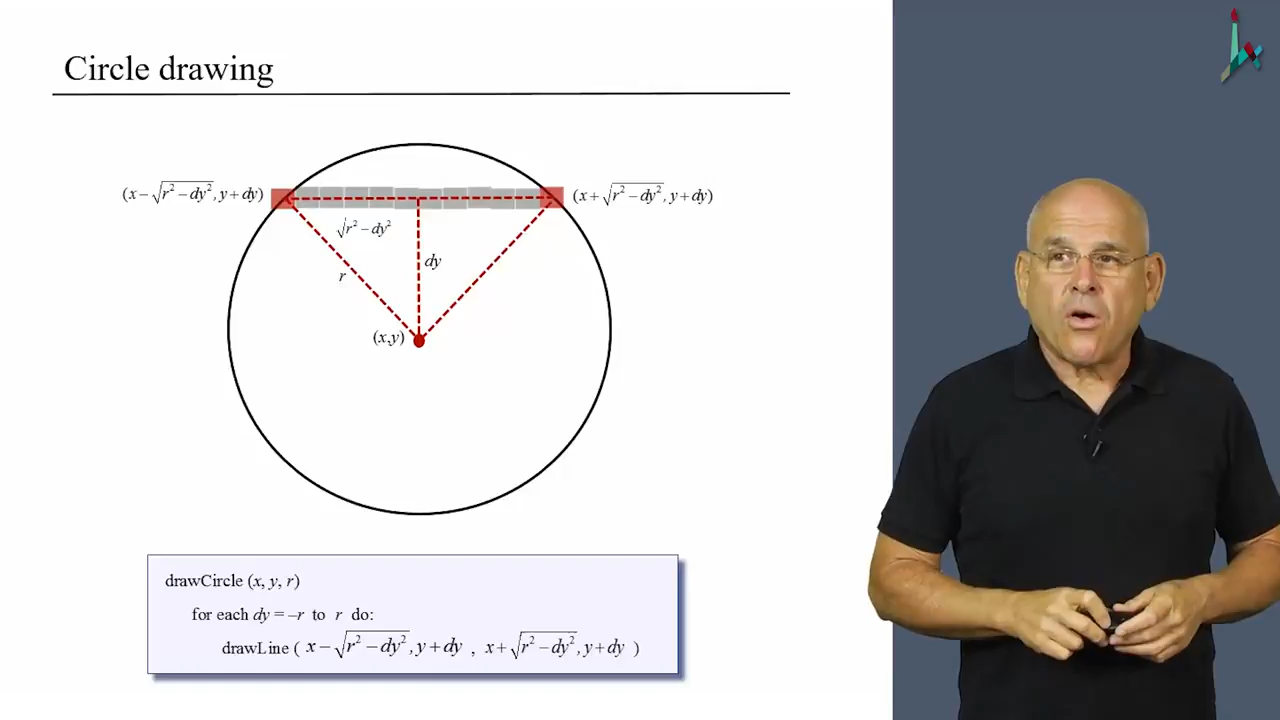 Circle drawing
(x−√r²−dy², y+dy)
(x+√r²−dy², y+dy)
√r²−dy²
dy
r
(x,y)
drawCircle (x, y, r)
for each dy = –r to r do:
drawLine ( x−√r²−dy², y+dy , x+√r²−dy², y+dy )